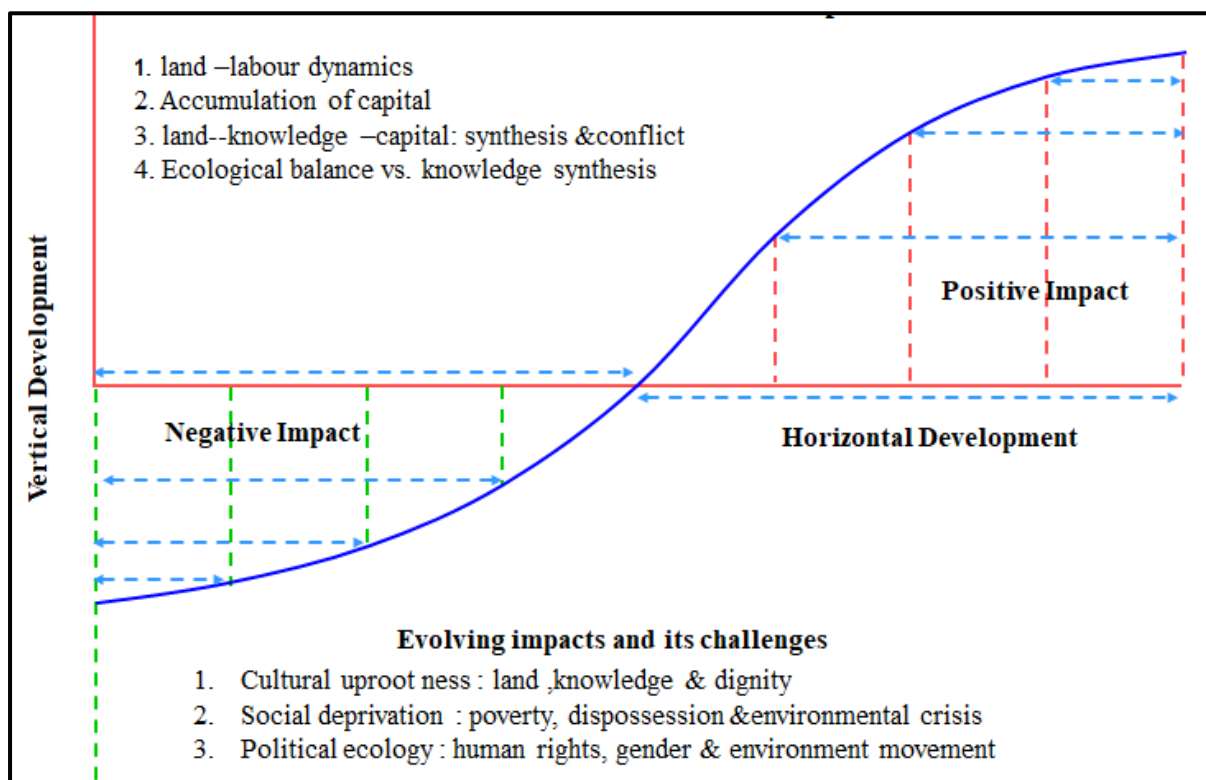 1. land –labour dynamics
2. Accumulation of capital
3. land--knowledge –capital: synthesis &conflict
4. Ecological balance vs. knowledge synthesis
Vertical Development
Positive Impact
Negative Impact
Horizontal Development
Evolving impacts and its challenges
1. Cultural uproot ness : land ,knowledge & dignity
2. Social deprivation : poverty, dispossession &environmental crisis
3. Political ecology : human rights, gender & environment movement